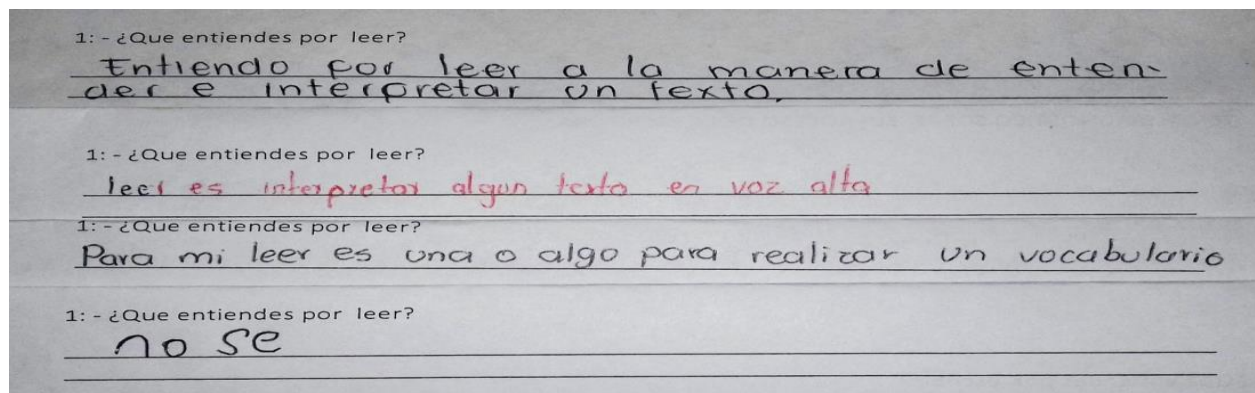 1: - ¿Que entiendes por leer?
Entiendo por leer a la manera de enten-
der e interpretar un texto.
1: - ¿Que entiendes por leer?
leer es interpretar algun texto en voz alta
1: - ¿Que entiendes por leer?
Para mi leer es una o algo para realizar un vocabulario
1: - ¿Que entiendes por leer?
no se